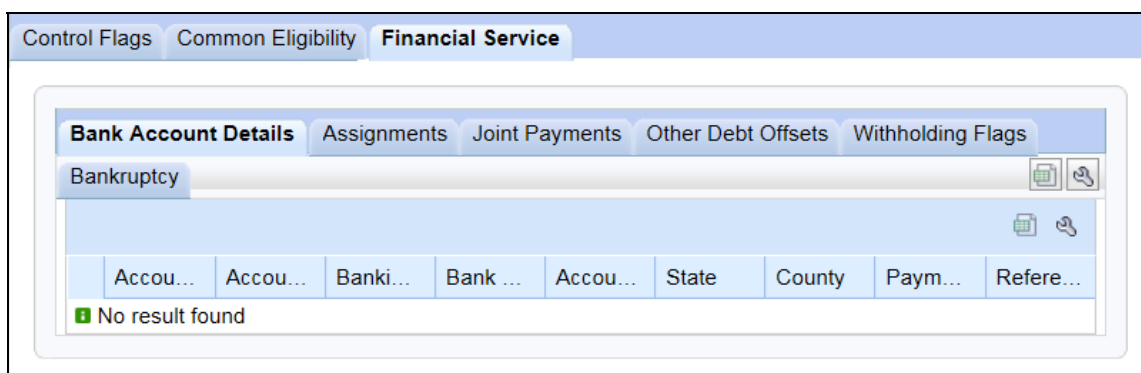 Control Flags Common Eligibility Financial Service
Bank Account Details Assignments Joint Payments Other Debt Offsets Withholding Flags
Bankruptcy
Accou... Accou... Banki... Bank ... Accou... State County Paym... Refere...
No result found